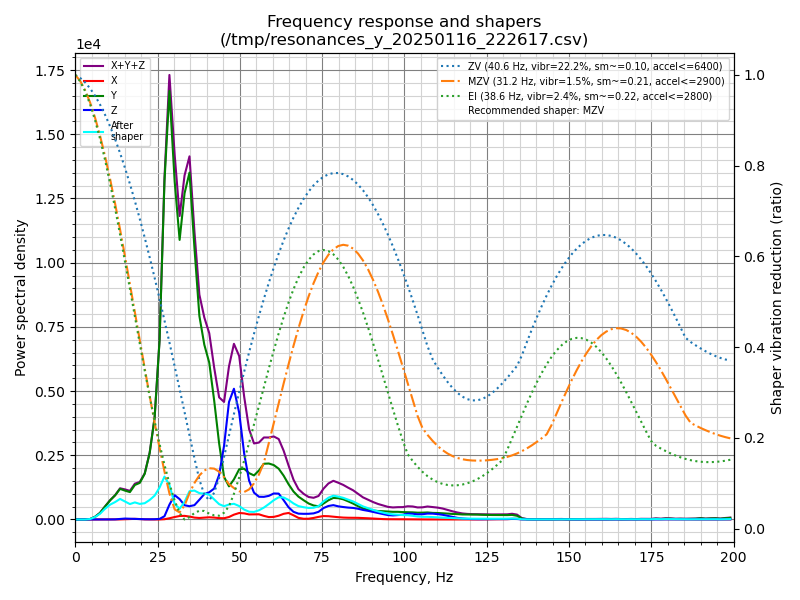 Frequency response and shapers
(/tmp/resonances_y_20250116_222617.csv)
1e4
X+Y+Z
X
Y
Z
After
shaper
ZV (40.6 Hz, vibr=22.2%, sm~=0.10, accel<=6400)
MZV (31.2 Hz, vibr=1.5%, sm~=0.21, accel<=2900)
EI (38.6 Hz, vibr=2.4%, sm~=0.22, accel<=2800)
Recommended shaper: MZV
1.75
1.50
1.25
1.00
0.75
0.50
0.25
0.00
Power spectral density
1.0
0.8
0.6
0.4
0.2
0.0
Shaper vibration reduction (ratio)
0 25 50 75 100 125 150 175 200
Frequency, Hz